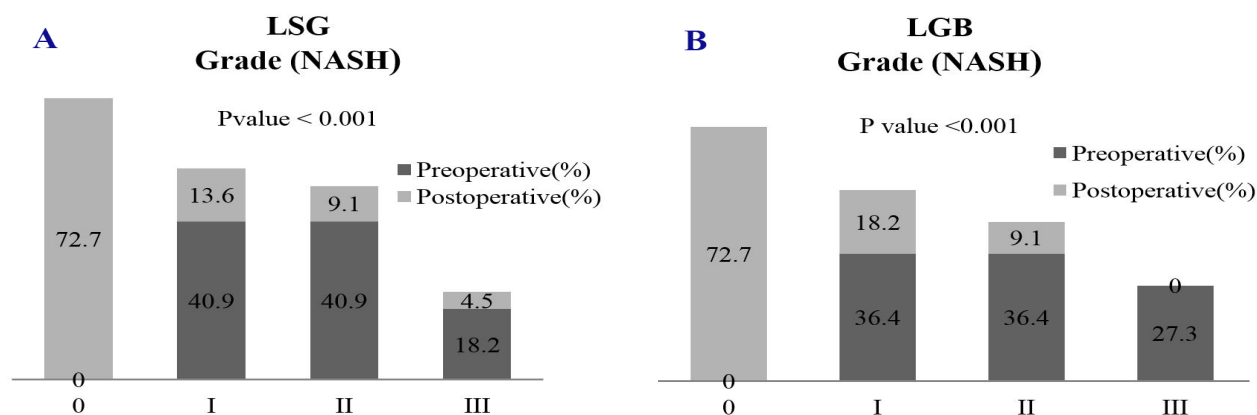 A
LSG
Grade (NASH)
Pvalue < 0.001
Preoperative(%)
Postoperative(%)
72.7
0
13.6
40.9
9.1
40.9
4.5
18.2
0
I
II
III
B
LGB
Grade (NASH)
P value <0.001
Preoperative(%)
Postoperative(%)
72.7
0
18.2
36.4
9.1
36.4
0
27.3
0
I
II
III